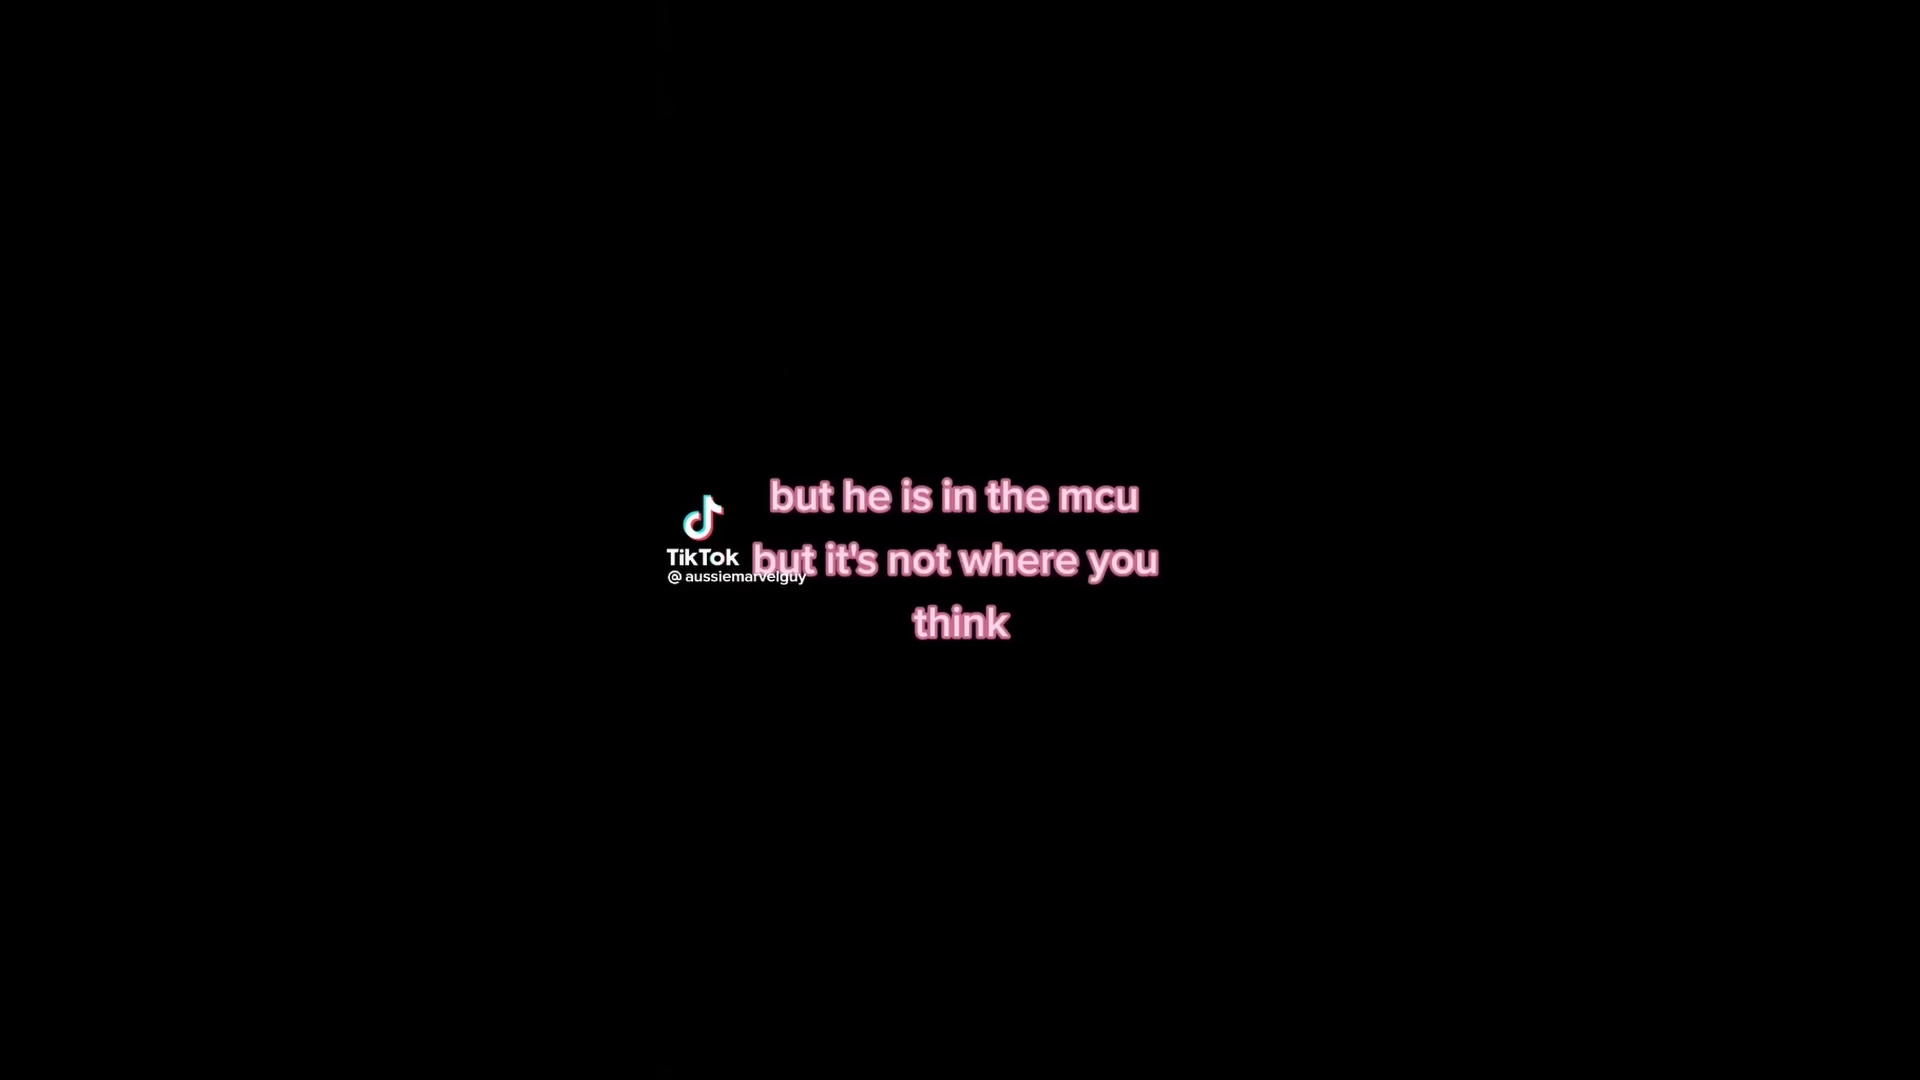 but he is in the mcu
but it's not where you
think
TikTok
@aussiemarvelguy